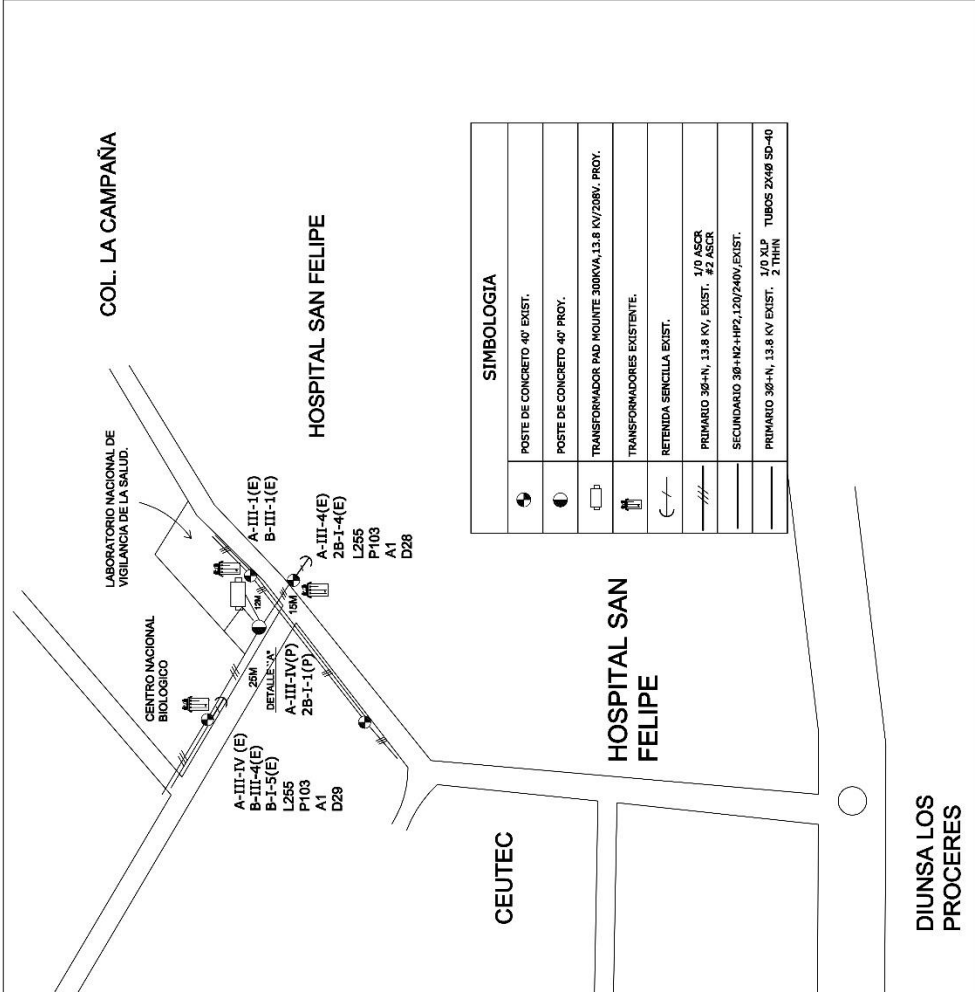 COL. LA CAMPAÑA
HOSPITAL SAN FELIPE
LABORATORIO NACIONAL DE
VIGILANCIA DE LA SALUD.
CENTRO NACIONAL
BIOLOGICO
A-III-1(E)
B-III-1(E)
A-III-4(E)
2B-I-4(E)
L255
P103
A1
D28
12M
15M
25M
DETALLE "A"
A-III-IV(P)
2B-I-1(P)
A-III-IV (E)
B-III-4(E)
B-I-5(E)
L255
P103
A1
D29
SIMBOLOGIA
POSTE DE CONCRETO 40' EXIST.
POSTE DE CONCRETO 40' PROY.
TRANSFORMADOR PAD MOUNTE 300KVA,13.8 KV/208V. PROY.
TRANSFORMADORES EXISTENTE.
RETENIDA SENCILLA EXIST.
PRIMARIO 3Ø+N, 13.8 KV, EXIST. 1/0 ASCR
#2 ASCR
SECUNDARIO 3Ø+N2+HP2,120/240V,EXIST.
PRIMARIO 3Ø+N, 13.8 KV EXIST. 1/0 XLP TUBOS 2X4Ø SD-40
2 THHN
HOSPITAL SAN
FELIPE
CEUTEC
DIUNSA LOS
PROCERES